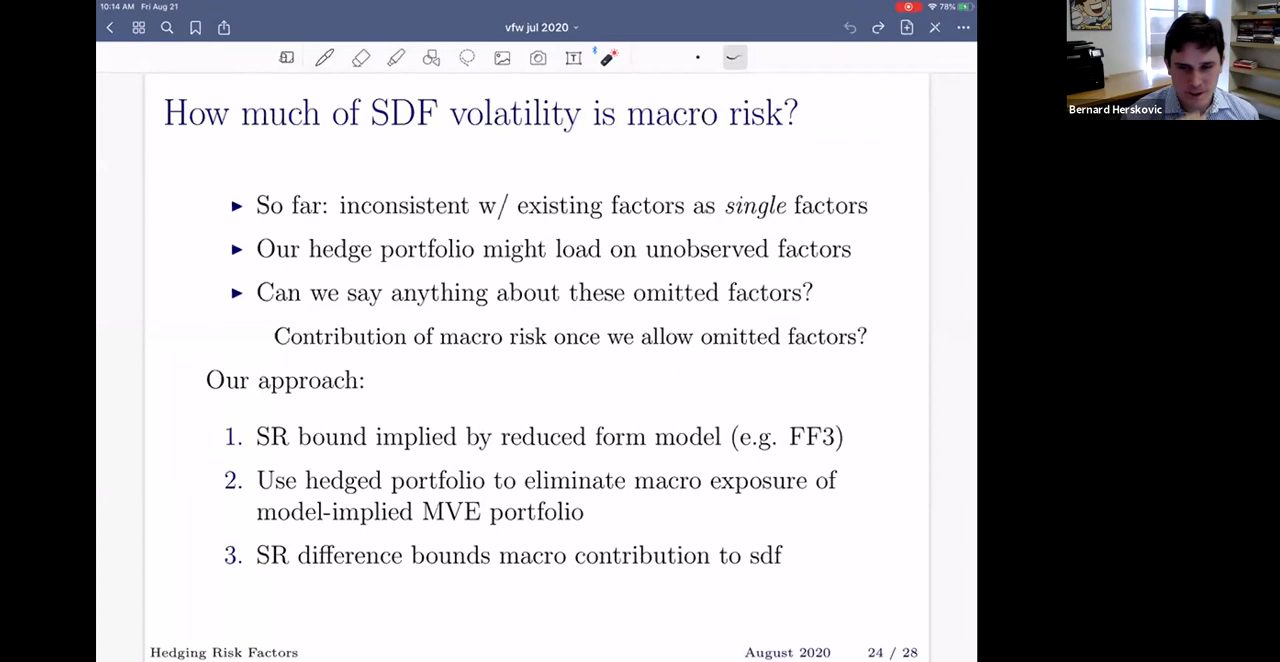 10:14 AM Fri Aug 21
78%
vfw jul 2020
T
How much of SDF volatility is macro risk?
► So far: inconsistent w/ existing factors as single factors
► Our hedge portfolio might load on unobserved factors
► Can we say anything about these omitted factors?
Contribution of macro risk once we allow omitted factors?
Our approach:
1. SR bound implied by reduced form model (e.g. FF3)
2. Use hedged portfolio to eliminate macro exposure of
model-implied MVE portfolio
3. SR difference bounds macro contribution to sdf
Hedging Risk Factors
August 2020 24 / 28
Bernard Herskovic